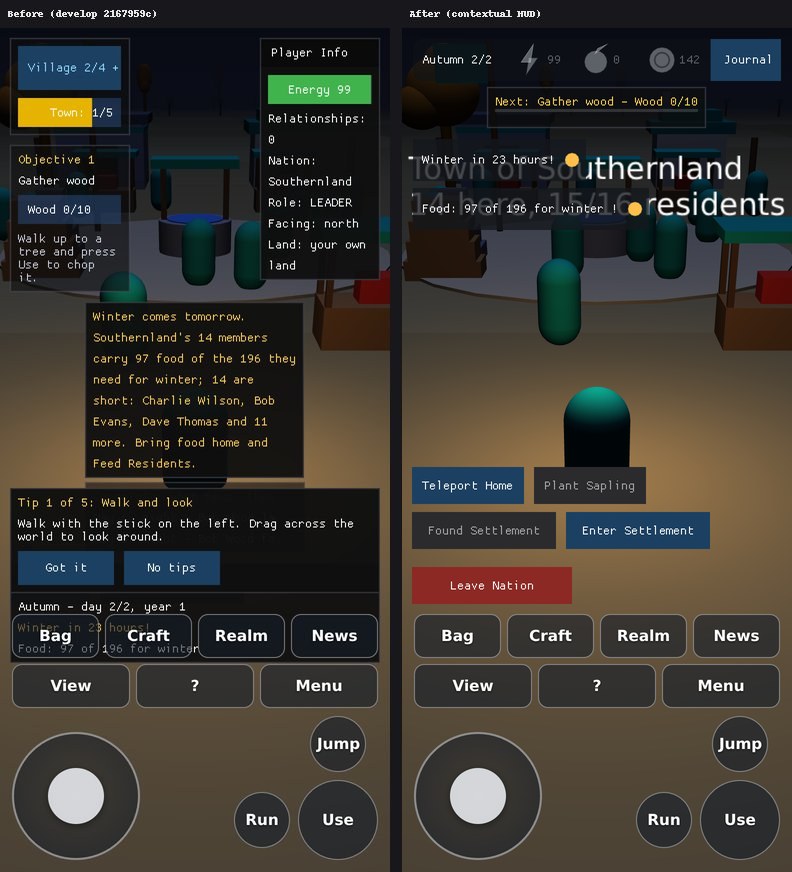 Before (develop 2167959c)
Village 2/4 +
Town: 1/5
Objective 1
Gather wood
Wood 0/10
Walk up to a
tree and press
Use to chop
it.
Player Info
Energy 99
Relationships:
0
Nation:
Southernland
Role: LEADER
Facing: north
Land: your own
land
Winter comes tomorrow.
Southernland's 14 members
carry 97 food of the 196 they
need for winter; 14 are
short: Charlie Wilson, Bob
Evans, Dave Thomas and 11
more. Bring food home and
Feed Residents.
Tip 1 of 5: Walk and look
Walk with the stick on the left. Drag across the
world to look around.
Got it
No tips
Autumn - day 2/2, year 1
Winter in 23 hours!
Food: 97 of 196 for winter
Bag
Craft
Realm
News
View
?
Menu
Jump
Run
Use
After (contextual HUD)
Autumn 2/2
99
0
142
Journal
Next: Gather wood - Wood 0/10
Winter in 23 hours!
Town of Southernland
Food: 97 of 196 for winter !
14 here, 15/16 residents
Teleport Home
Plant Sapling
Found Settlement
Enter Settlement
Leave Nation
Bag
Craft
Realm
News
View
?
Menu
Jump
Run
Use